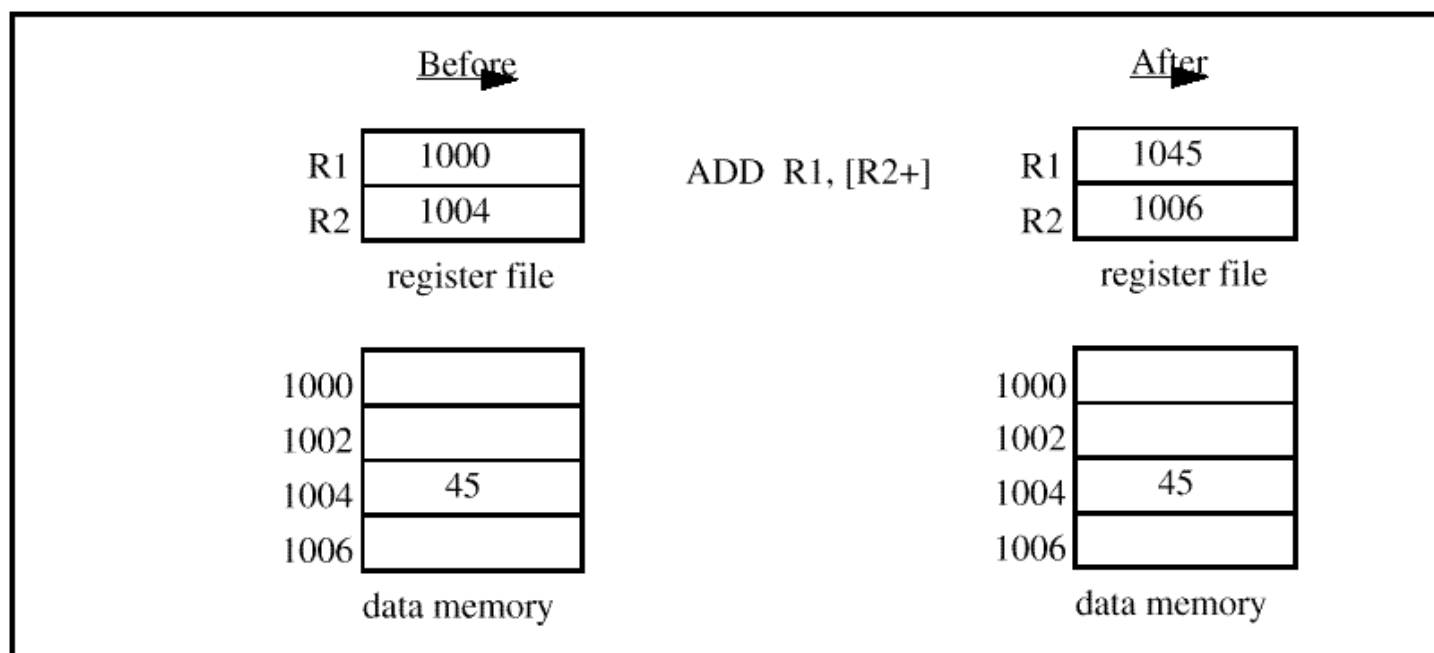 Before
After
R1 1000
R2 1004
register file
ADD R1, [R2+]
R1 1045
R2 1006
register file
1000
1002
1004 45
1006
data memory
1000
1002
1004 45
1006
data memory